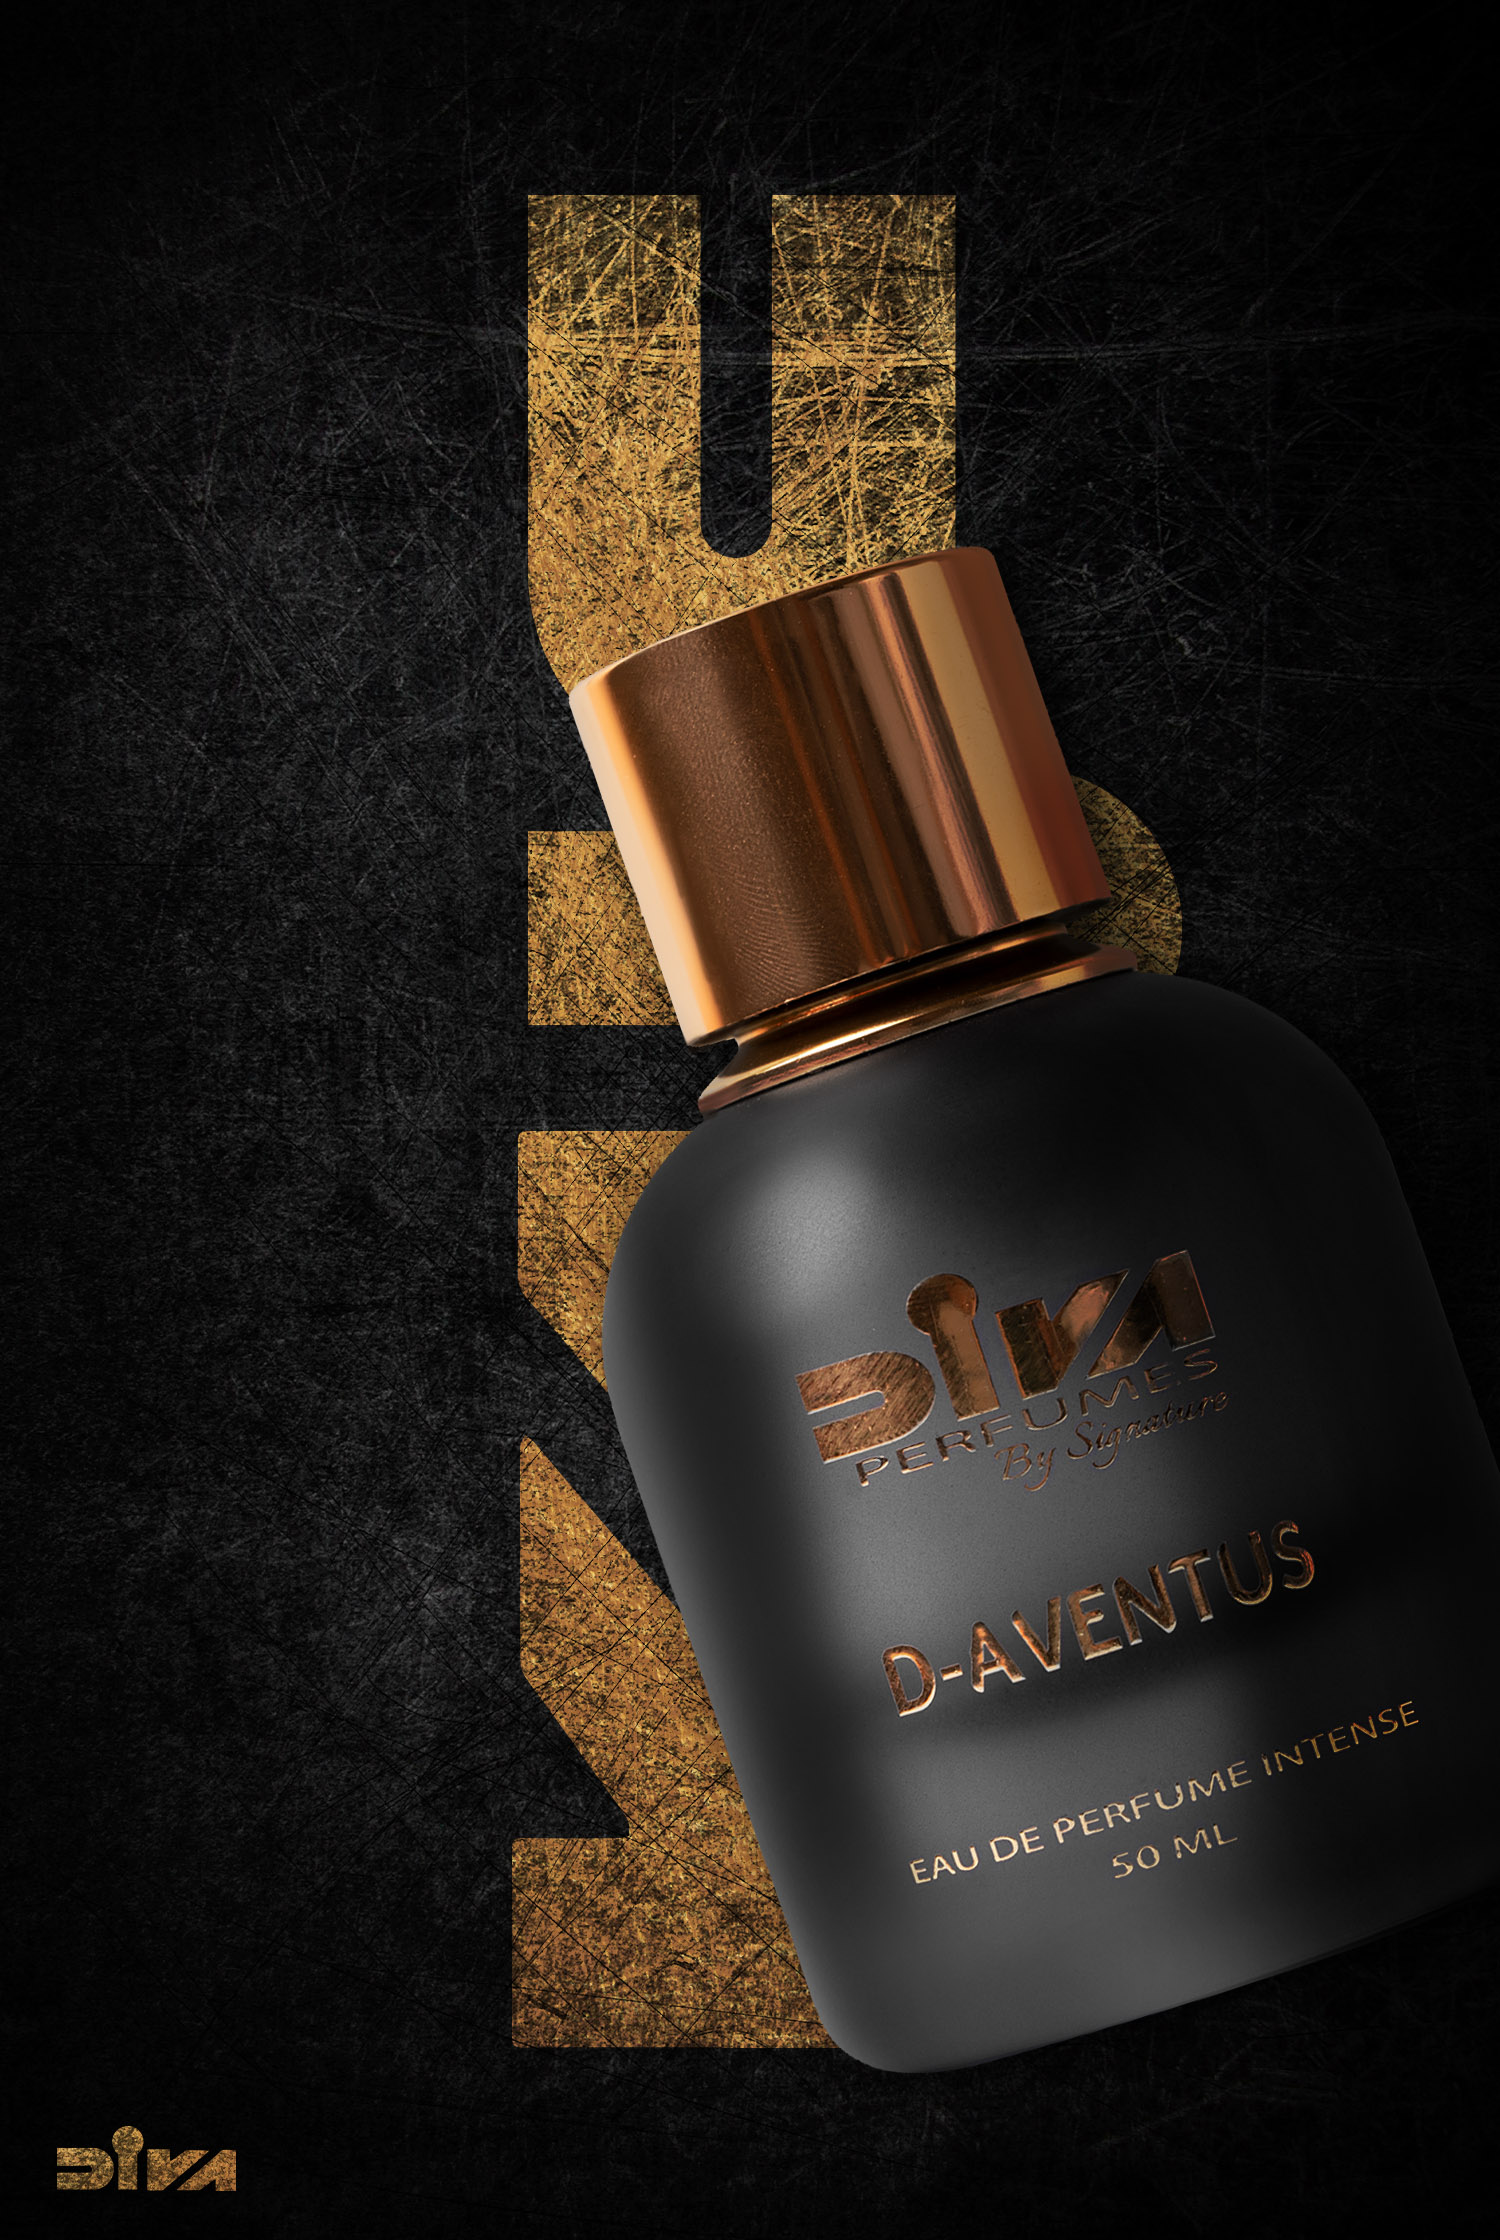 DIVA
PERFUMES
By Signature
D-AVENTUS
EAU DE PERFUME INTENSE
50 ML
DIVA